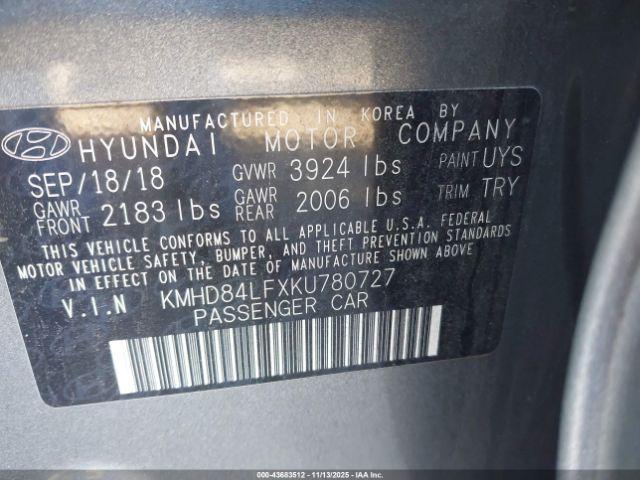 MANUFACTURED IN KOREA BY
HYUNDAI MOTOR COMPANY
SEP/18/18 GVWR 3924 lbs PAINT UYS
GAWR FRONT 2183 lbs GAWR REAR 2006 lbs TRIM TRY
THIS VEHICLE CONFORMS TO ALL APPLICABLE U.S.A. FEDERAL
MOTOR VEHICLE SAFETY, BUMPER, AND THEFT PREVENTION STANDARDS
IN EFFECT ON THE DATE OF MANUFACTURE SHOWN ABOVE
V.I.N KMHD84LFXKU780727
PASSENGER CAR
000-43683512 - 11/13/2025 - IAAI.com